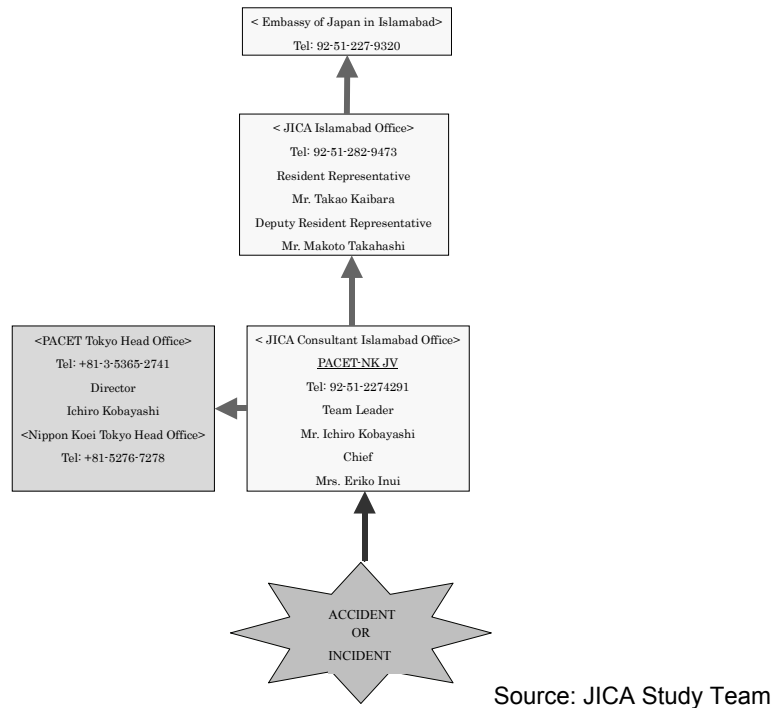 < Embassy of Japan in Islamabad>
Tel: 92-51-227-9320
< JICA Islamabad Office>
Tel: 92-51-282-9473
Resident Representative
Mr. Takao Kaibara
Deputy Resident Representative
Mr. Makoto Takahashi
<PACET Tokyo Head Office>
Tel: +81-3-5365-2741
Director
Ichiro Kobayashi
<Nippon Koei Tokyo Head Office>
Tel: +81-5276-7278
< JICA Consultant Islamabad Office>
PACET-NK JV
Tel: 92-51-2274291
Team Leader
Mr. Ichiro Kobayashi
Chief
Mrs. Eriko Inui
ACCIDENT
OR
INCIDENT
Source: JICA Study Team